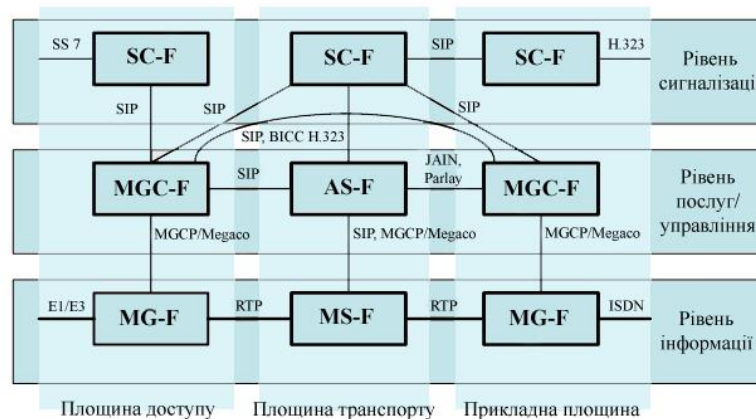 SS 7
SC-F
SC-F
SIP
SC-F
H.323
Рівень
сигналізаці
SIP
SIP
SIP
SIP, BICC H.323
MGC-F
SIP
AS-F
JAIN,
Parlay
MGC-F
Рівень
послуг/
управління
MGCP/Megaco
SIP, MGCP/Megaco
MGCP/Megaco
E1/E3
MG-F
RTP
MS-F
RTP
MG-F
ISDN
Рівень
інформації
Площина доступу
Площина транспорту
Прикладна площина